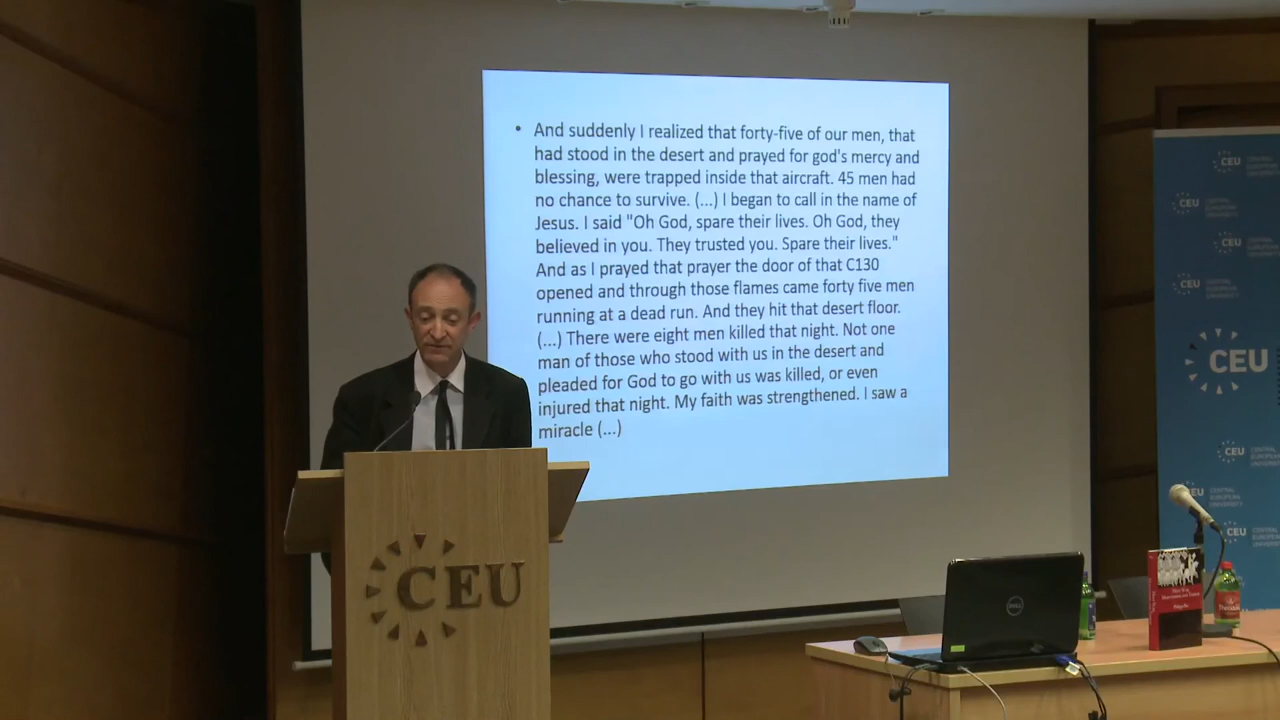 • And suddenly I realized that forty-five of our men, that
had stood in the desert and prayed for god's mercy and
blessing, were trapped inside that aircraft. 45 men had
no chance to survive. (...) I began to call in the name of
Jesus. I said "Oh God, spare their lives. Oh God, they
believed in you. They trusted you. Spare their lives."
And as I prayed that prayer the door of that C130
opened and through those flames came forty five men
running at a dead run. And they hit that desert floor.
(...) There were eight men killed that night. Not one
man of those who stood with us in the desert and
pleaded for God to go with us was killed, or even
injured that night. My faith was strengthened. I saw a
miracle (...)
CEU
CEU
CEU
CENTRAL
EUROPEAN
UNIVERSITY
CEU
CEU
CEU
CEU
CENTRAL
EUROPEAN
UNIVERSITY
CEU
DELL